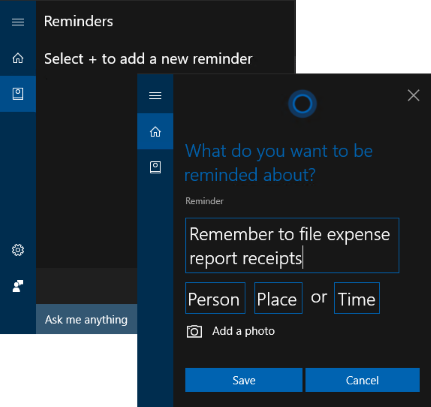 Reminders
Select + to add a new reminder
Ask me anything
What do you want to be
reminded about?
Reminder
Remember to file expense
report receipts
Person Place or Time
Add a photo
Save Cancel